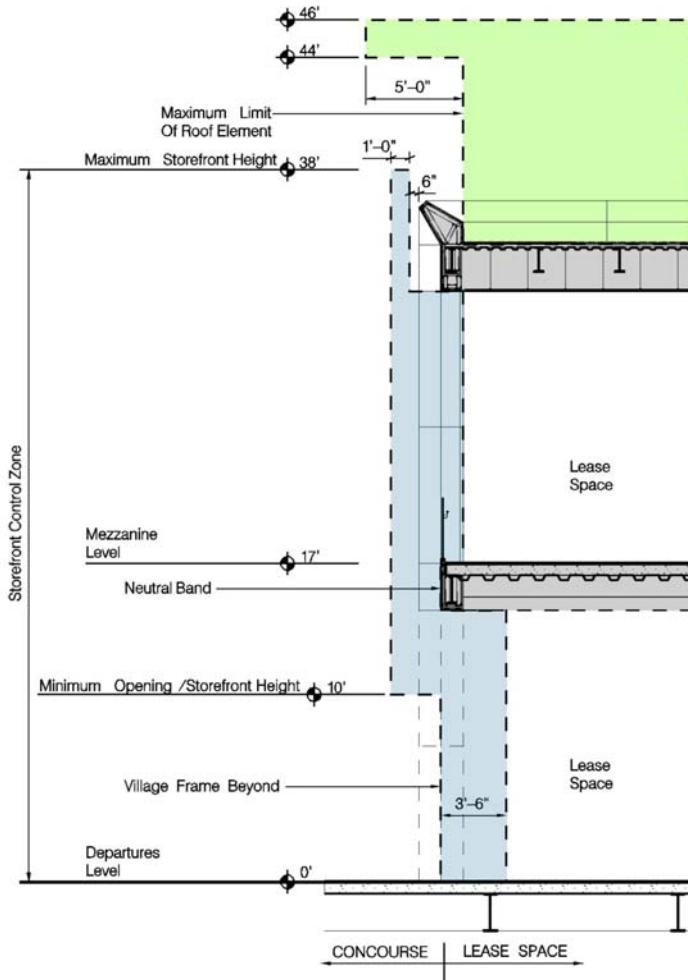 46'
44'
5'–0"
Maximum Limit
Of Roof Element
1'–0"
Maximum Storefront Height
38'
6"
Storefront Control Zone
Lease
Space
Mezzanine
Level
17'
Neutral Band
Minimum Opening /Storefront Height
10'
Lease
Space
Village Frame Beyond
3'–6"
Departures
Level
0'
CONCOURSE
LEASE SPACE